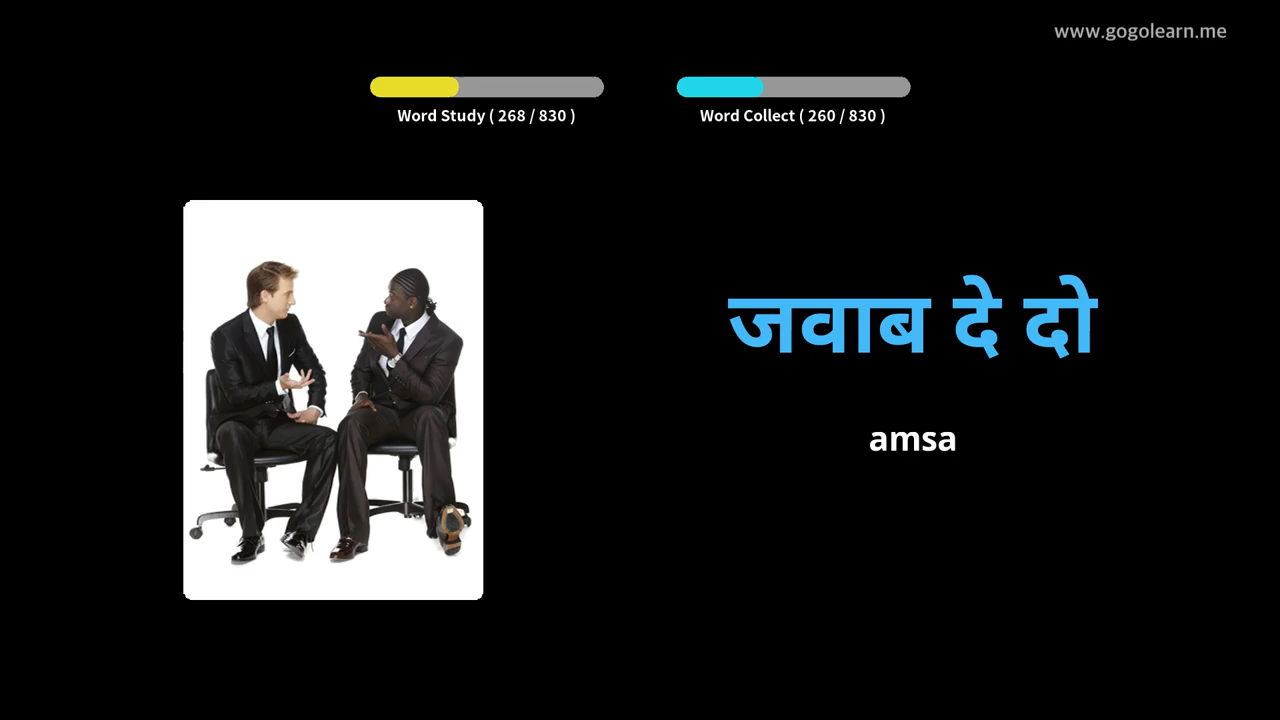 www.gogolearn.me
Word Study ( 268 / 830 )
Word Collect ( 260 / 830 )
जवाब दे दो
amsa